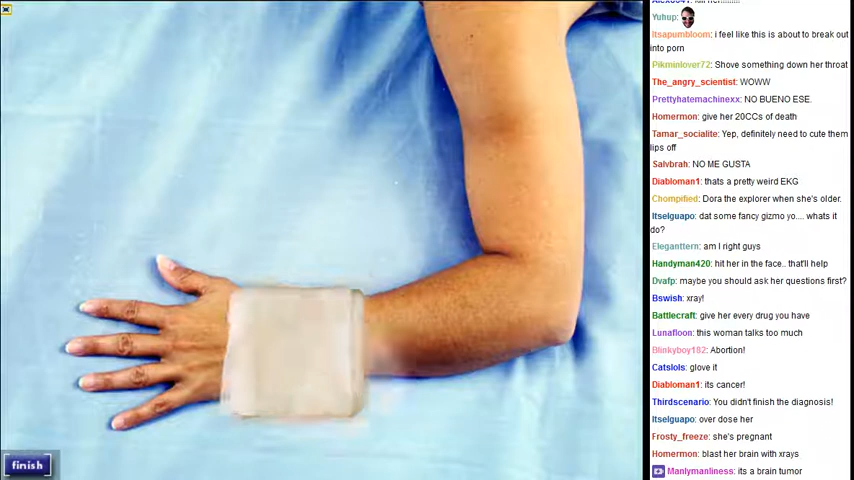 Yuhup:
Itsapumbloom: i feel like this is about to break out
into porn
Pikminlover72: Shove something down her throat
The_angry_scientist: WOWW
Prettyhatemachinexx: NO BUENO ESE.
Homermon: give her 20CCs of death
Tamar_socialite: Yep, definitely need to cute them
lips off
Salvbrah: NO ME GUSTA
Diabloman1: thats a pretty weird EKG
Chompified: Dora the explorer when she's older.
Itselguapo: dat some fancy gizmo yo.... whats it
do?
Eleganttern: am I right guys
Handyman420: hit her in the face.. that'll help
Dvafp: maybe you should ask her questions first?
Bswish: xray!
Battlecraft: give her every drug you have
Lunafloon: this woman talks too much
Blinkyboy182: Abortion!
Catslols: glove it
Diabloman1: its cancer!
Thirdscenario: You didn't finish the diagnosis!
Itselguapo: over dose her
Frosty_freeze: she's pregnant
Homermon: blast her brain with xrays
Manlymanliness: its a brain tumor
finish